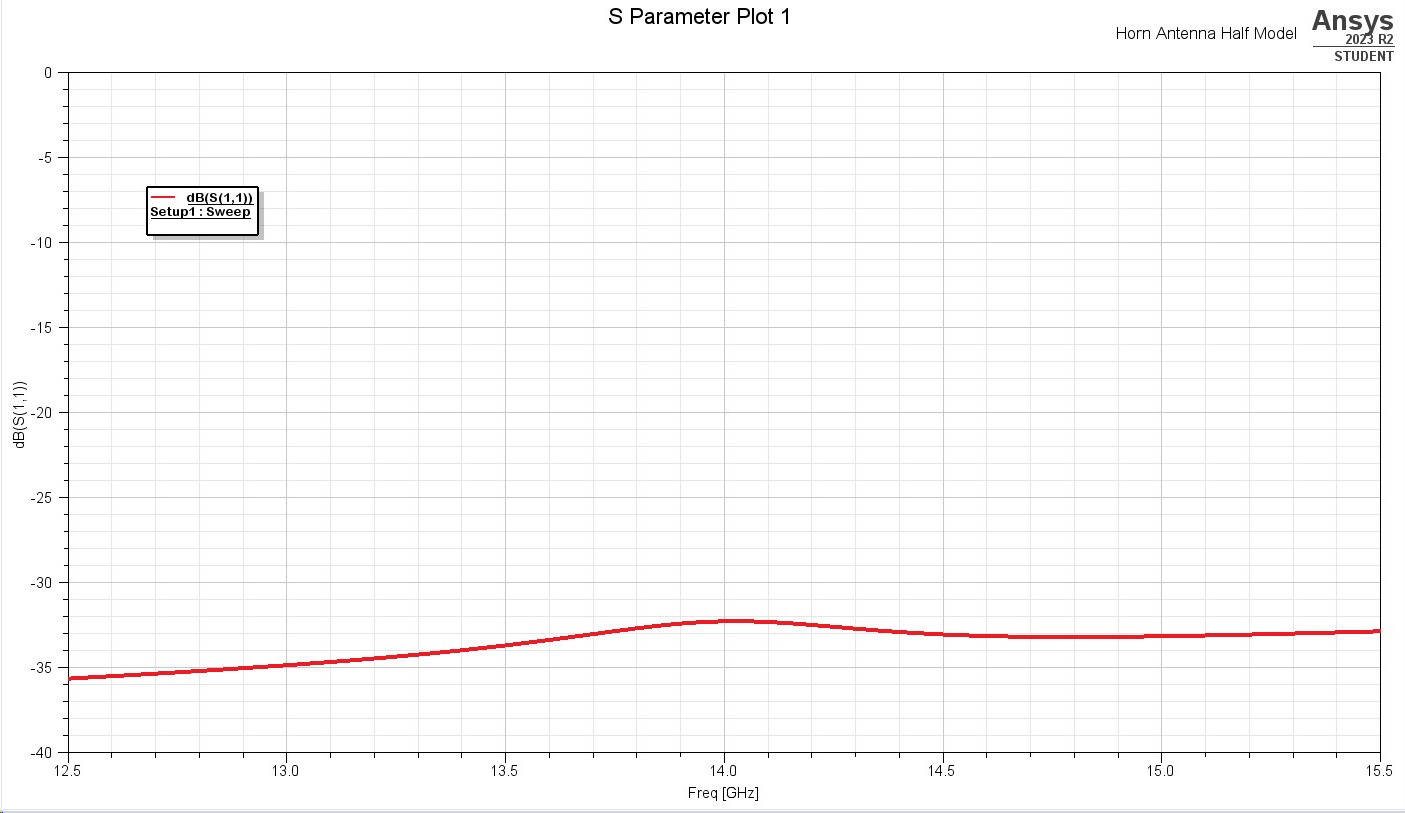 S Parameter Plot 1
Horn Antenna Half Model
Ansys
2023 R2
STUDENT
0
-5
-10
-15
-20
-25
-30
-35
-40
dB(S(1,1))
dB(S(1,1))
Setup1 : Sweep
12.5 13.0 13.5 14.0 14.5 15.0 15.5
Freq [GHz]